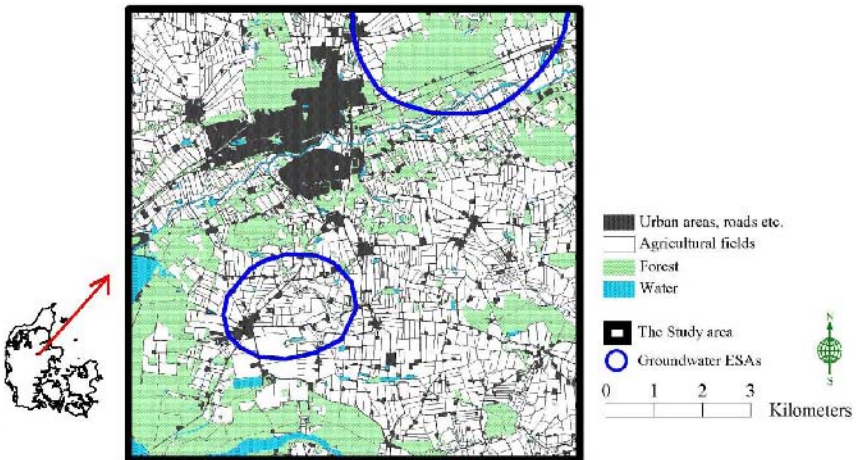 Urban areas, roads etc.
Agricultural fields
Forest
Water
The Study area
Groundwater ESAs
N
S
0 1 2 3
Kilometers